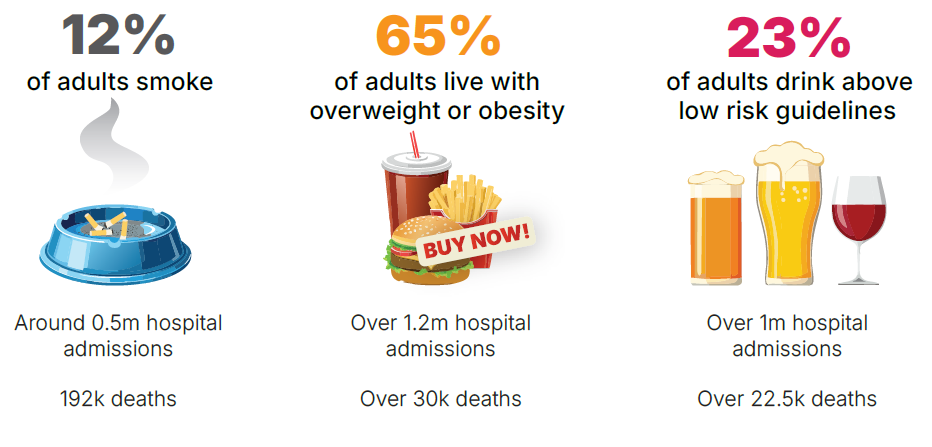 12%
of adults smoke
Around 0.5m hospital
admissions
192k deaths
65%
of adults live with
overweight or obesity
BUY NOW!
Over 1.2m hospital
admissions
Over 30k deaths
23%
of adults drink above
low risk guidelines
Over 1m hospital
admissions
Over 22.5k deaths